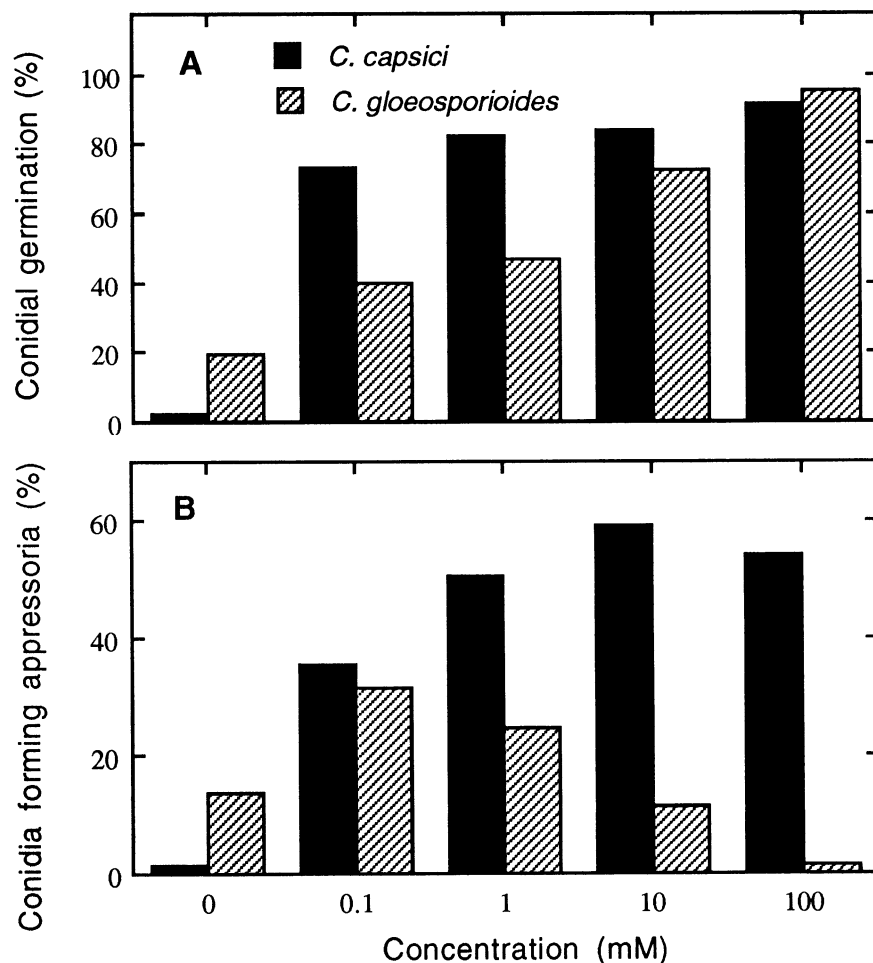 A
C. capsici
C. gloeosporioides
Conidial germination (%)
100
80
60
40
20
0
B
Conidia forming appressoria (%)
60
40
20
0
0 0.1 1 10 100
Concentration (mM)